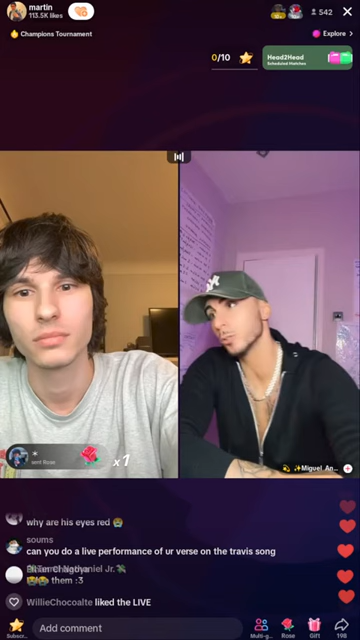 martin
113.5K likes
542
Champions Tournament
Explore >
0/10
Head2Head
Scheduled Matches
NY
*
sent Rose
x1
Miguel_An...
why are his eyes red 😭
soums
can you do a live performance of ur verse on the travis song
them :3
WillieChocoalte liked the LIVE
Subscr...
Add comment
Multi-g...
Rose
Gift
198